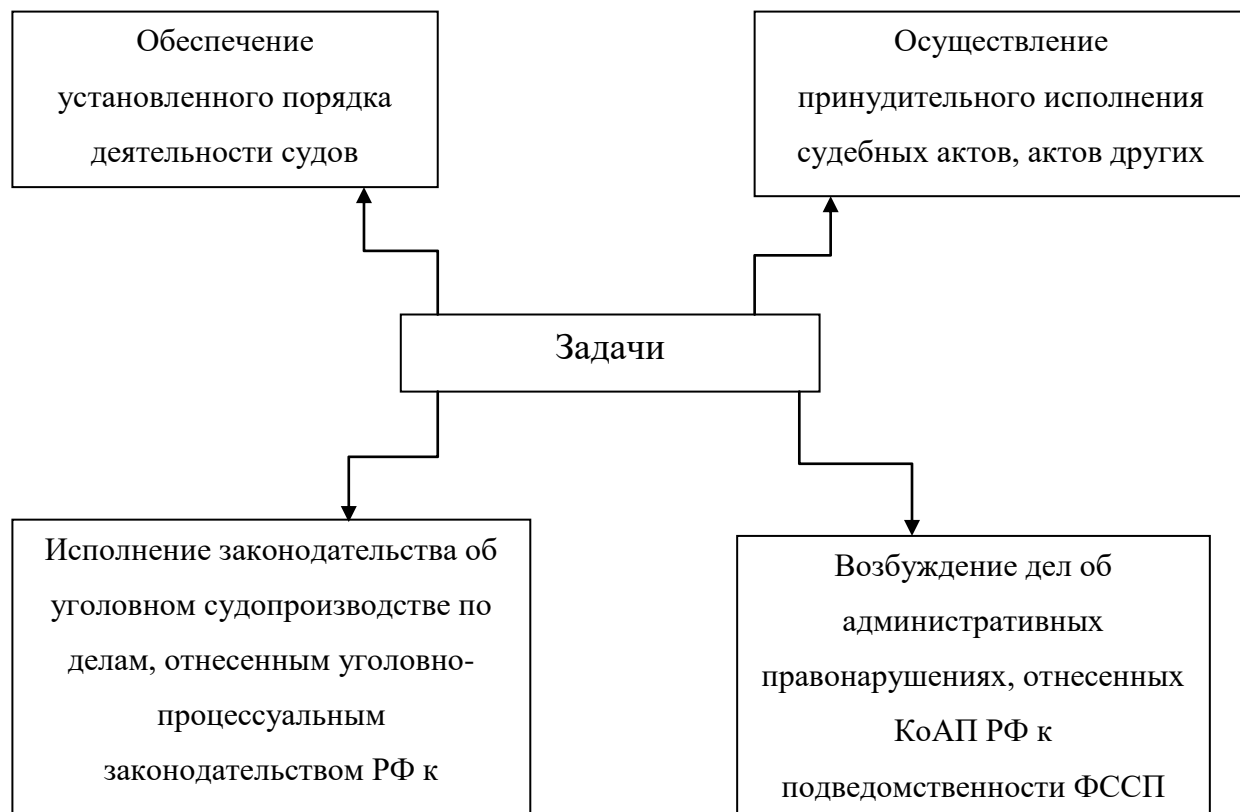 Обеспечение
установленного порядка
деятельности судов
Осуществление
принудительного исполнения
судебных актов, актов других
Задачи
Исполнение законодательства об
уголовном судопроизводстве по
делам, отнесенным уголовно-
процессуальным
законодательством РФ к
Возбуждение дел об
административных
правонарушениях, отнесенных
КоАП РФ к
подведомственности ФССП